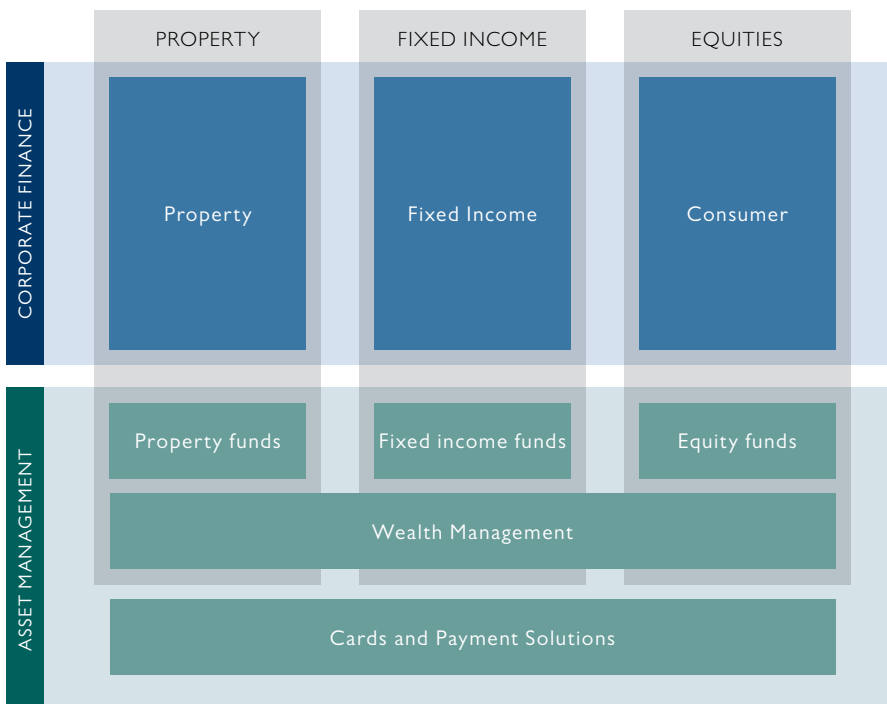 PROPERTY
FIXED INCOME
EQUITIES
CORPORATE FINANCE
Property
Fixed Income
Consumer
ASSET MANAGEMENT
Property funds
Fixed income funds
Equity funds
Wealth Management
Cards and Payment Solutions